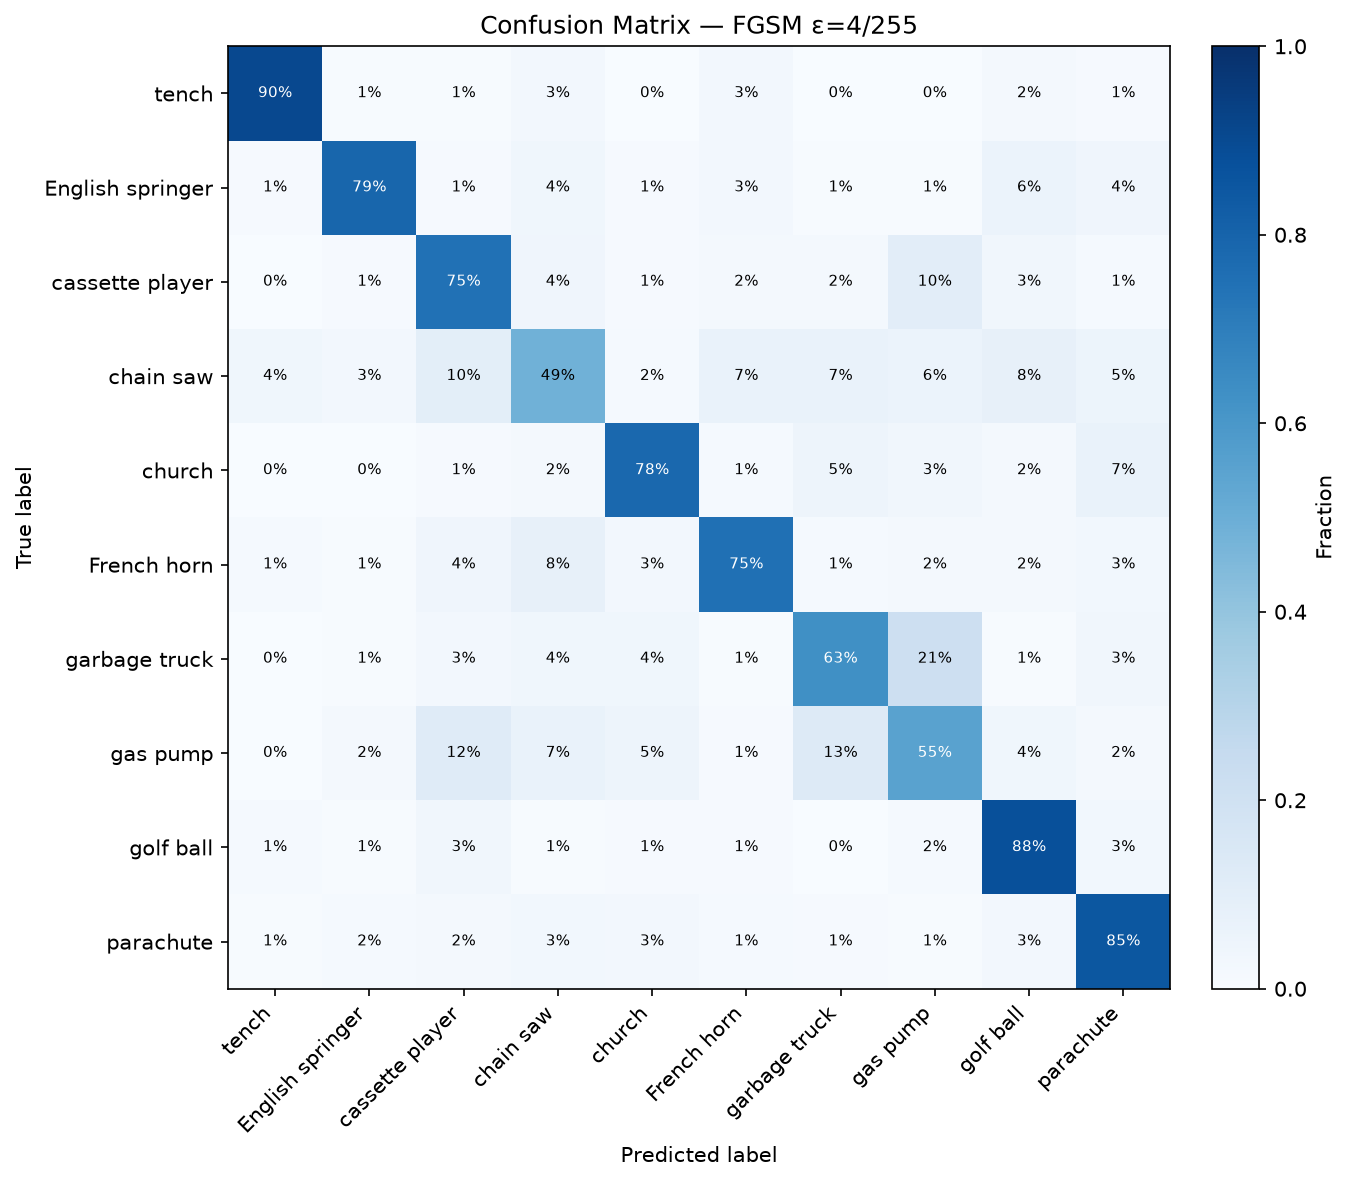 Confusion Matrix — FGSM ε=4/255
True label
tench 90% 1% 1% 3% 0% 3% 0% 0% 2% 1%
English springer 1% 79% 1% 4% 1% 3% 1% 1% 6% 4%
cassette player 0% 1% 75% 4% 1% 2% 2% 10% 3% 1%
chain saw 4% 3% 10% 49% 2% 7% 7% 6% 8% 5%
church 0% 0% 1% 2% 78% 1% 5% 3% 2% 7%
French horn 1% 1% 4% 8% 3% 75% 1% 2% 2% 3%
garbage truck 0% 1% 3% 4% 4% 1% 63% 21% 1% 3%
gas pump 0% 2% 12% 7% 5% 1% 13% 55% 4% 2%
golf ball 1% 1% 3% 1% 1% 1% 0% 2% 88% 3%
parachute 1% 2% 2% 3% 3% 1% 1% 1% 3% 85%
tench English springer cassette player chain saw church French horn garbage truck gas pump golf ball parachute
Predicted label
1.0
0.8
0.6
0.4
0.2
0.0
Fraction